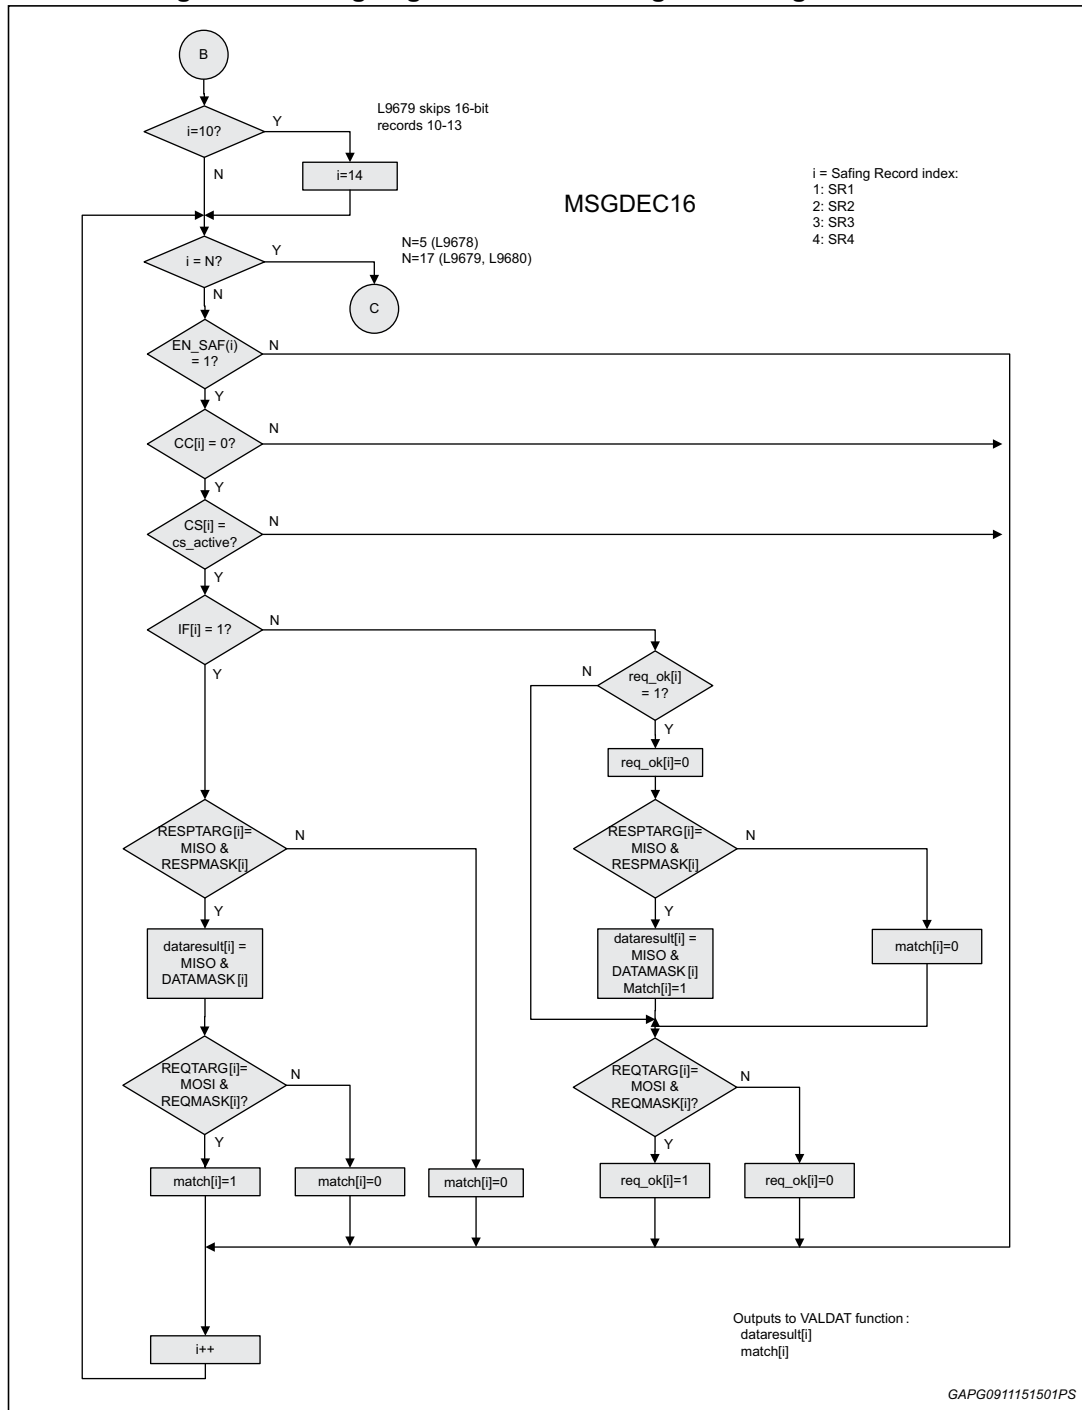 B
i=10?
Y
L9679 skips 16-bit
records 10-13
N
i=14
MSGDEC16
i = Safing Record index:
1: SR1
2: SR2
3: SR3
4: SR4
i = N?
Y
N=5 (L9678)
N=17 (L9679, L9680)
N
C
EN_SAF(i)
= 1?
N
Y
CC[i] = 0?
N
Y
CS[i] =
cs_active?
N
Y
IF[i] = 1?
N
Y
req_ok[i]
= 1?
N
Y
req_ok[i]=0
RESPTARG[i]=
MISO &
RESPMASK[i]
N
Y
RESPTARG[i]=
MISO &
RESPMASK[i]
N
Y
dataresult[i] =
MISO &
DATAMASK[i]
dataresult[i] =
MISO &
DATAMASK[i]
Match[i]=1
match[i]=0
REQTARG[i]=
MOSI &
REQMASK[i]?
N
Y
REQTARG[i]=
MOSI &
REQMASK[i]?
N
Y
match[i]=1
match[i]=0
match[i]=0
req_ok[i]=1
req_ok[i]=0
i++
Outputs to VALDAT function :
dataresult[i]
match[i]
GAPG0911151501PS